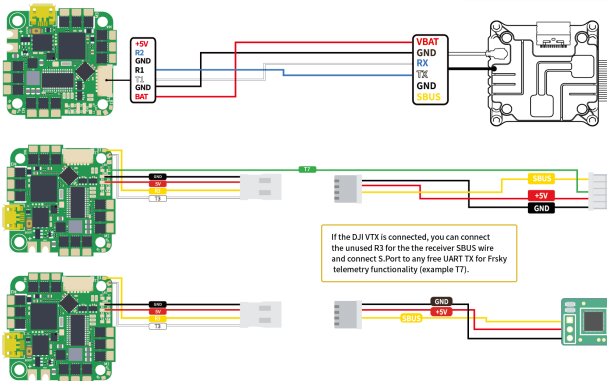 +5V
R2
GND
R1
T1
GND
BAT
VBAT
GND
RX
TX
GND
SBUS
T7
GND
5V
R3
T3
SBUS
+5V
GND
If the DJI VTX is connected, you can connect
the unused R3 for the the receiver SBUS wire
and connect S.Port to any free UART TX for Frsky
telemetry functionality (example T7).
GND
5V
R3
T3
GND
+5V
SBUS